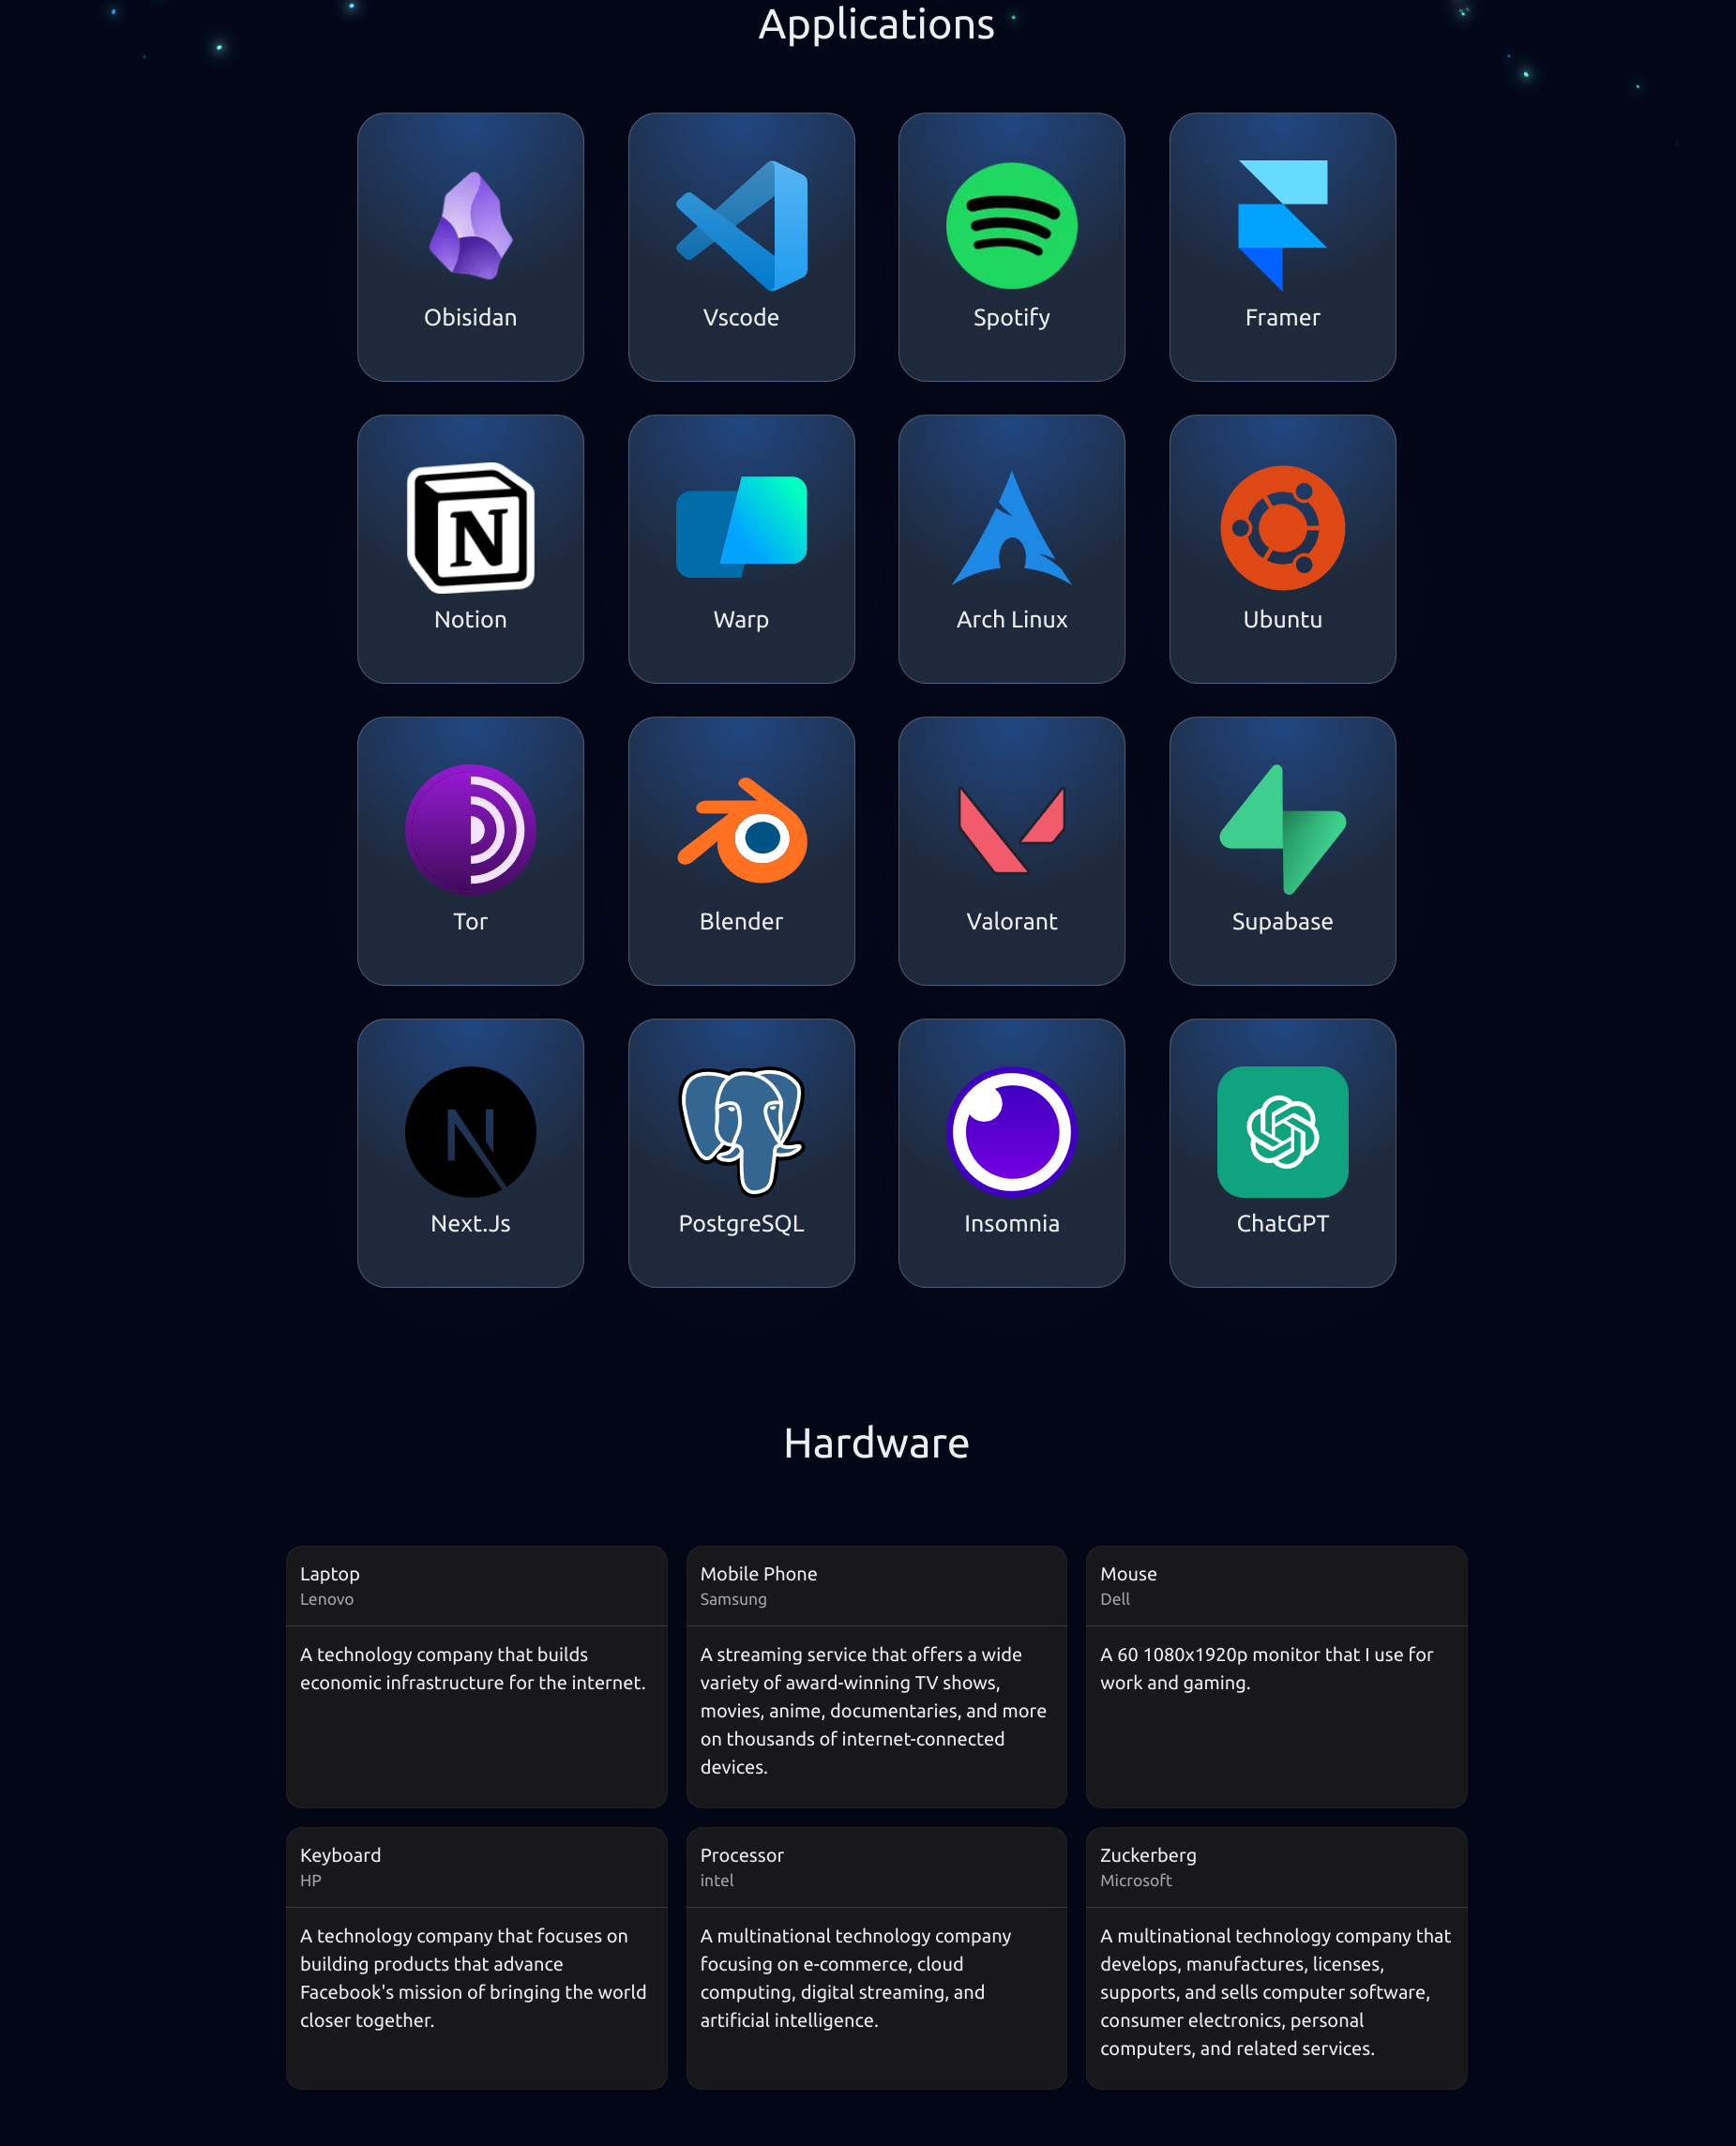 Applications
Obisidan
Vscode
Spotify
Framer
N
Notion
Warp
Arch Linux
Ubuntu
Tor
Blender
Valorant
Supabase
N
Next.Js
PostgreSQL
Insomnia
ChatGPT
Hardware
Laptop
Lenovo
A technology company that builds
economic infrastructure for the internet.
Mobile Phone
Samsung
A streaming service that offers a wide
variety of award-winning TV shows,
movies, anime, documentaries, and more
on thousands of internet-connected
devices.
Mouse
Dell
A 60 1080x1920p monitor that I use for
work and gaming.
Keyboard
HP
A technology company that focuses on
building products that advance
Facebook's mission of bringing the world
closer together.
Processor
intel
A multinational technology company
focusing on e-commerce, cloud
computing, digital streaming, and
artificial intelligence.
Zuckerberg
Microsoft
A multinational technology company that
develops, manufactures, licenses,
supports, and sells computer software,
consumer electronics, personal
computers, and related services.